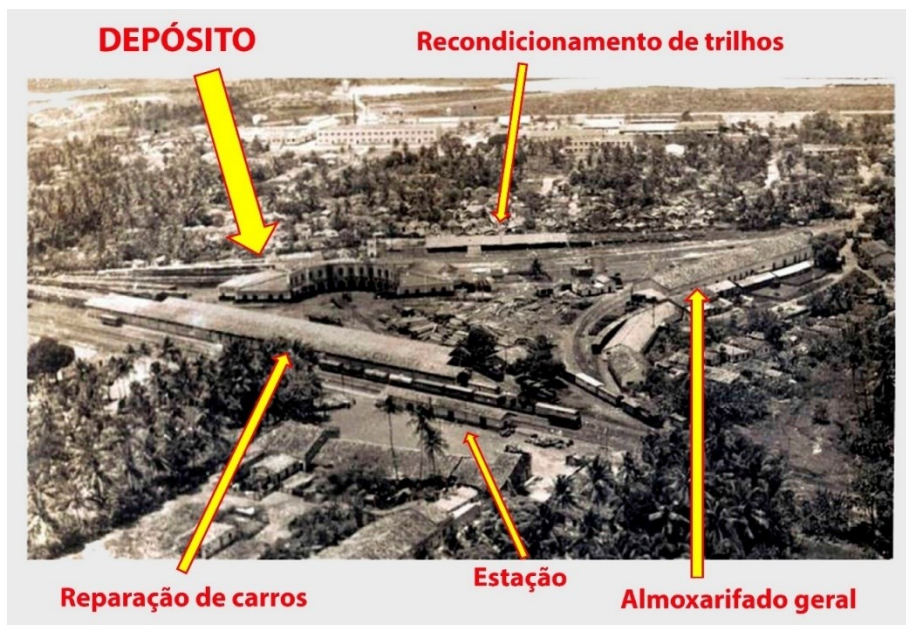 DEPÓSITO
Recondicionamento de trilhos
Reparação de carros
Estação
Almoxarifado geral